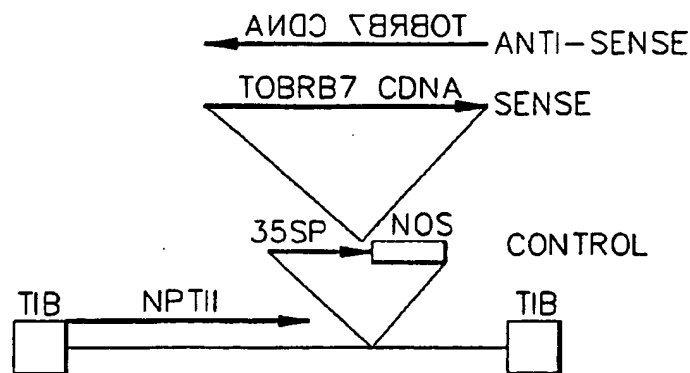 TOBRB7 CDNA ANTI-SENSE
TOBRB7 CDNA SENSE
35SP NOS CONTROL
TIB NPTII TIB